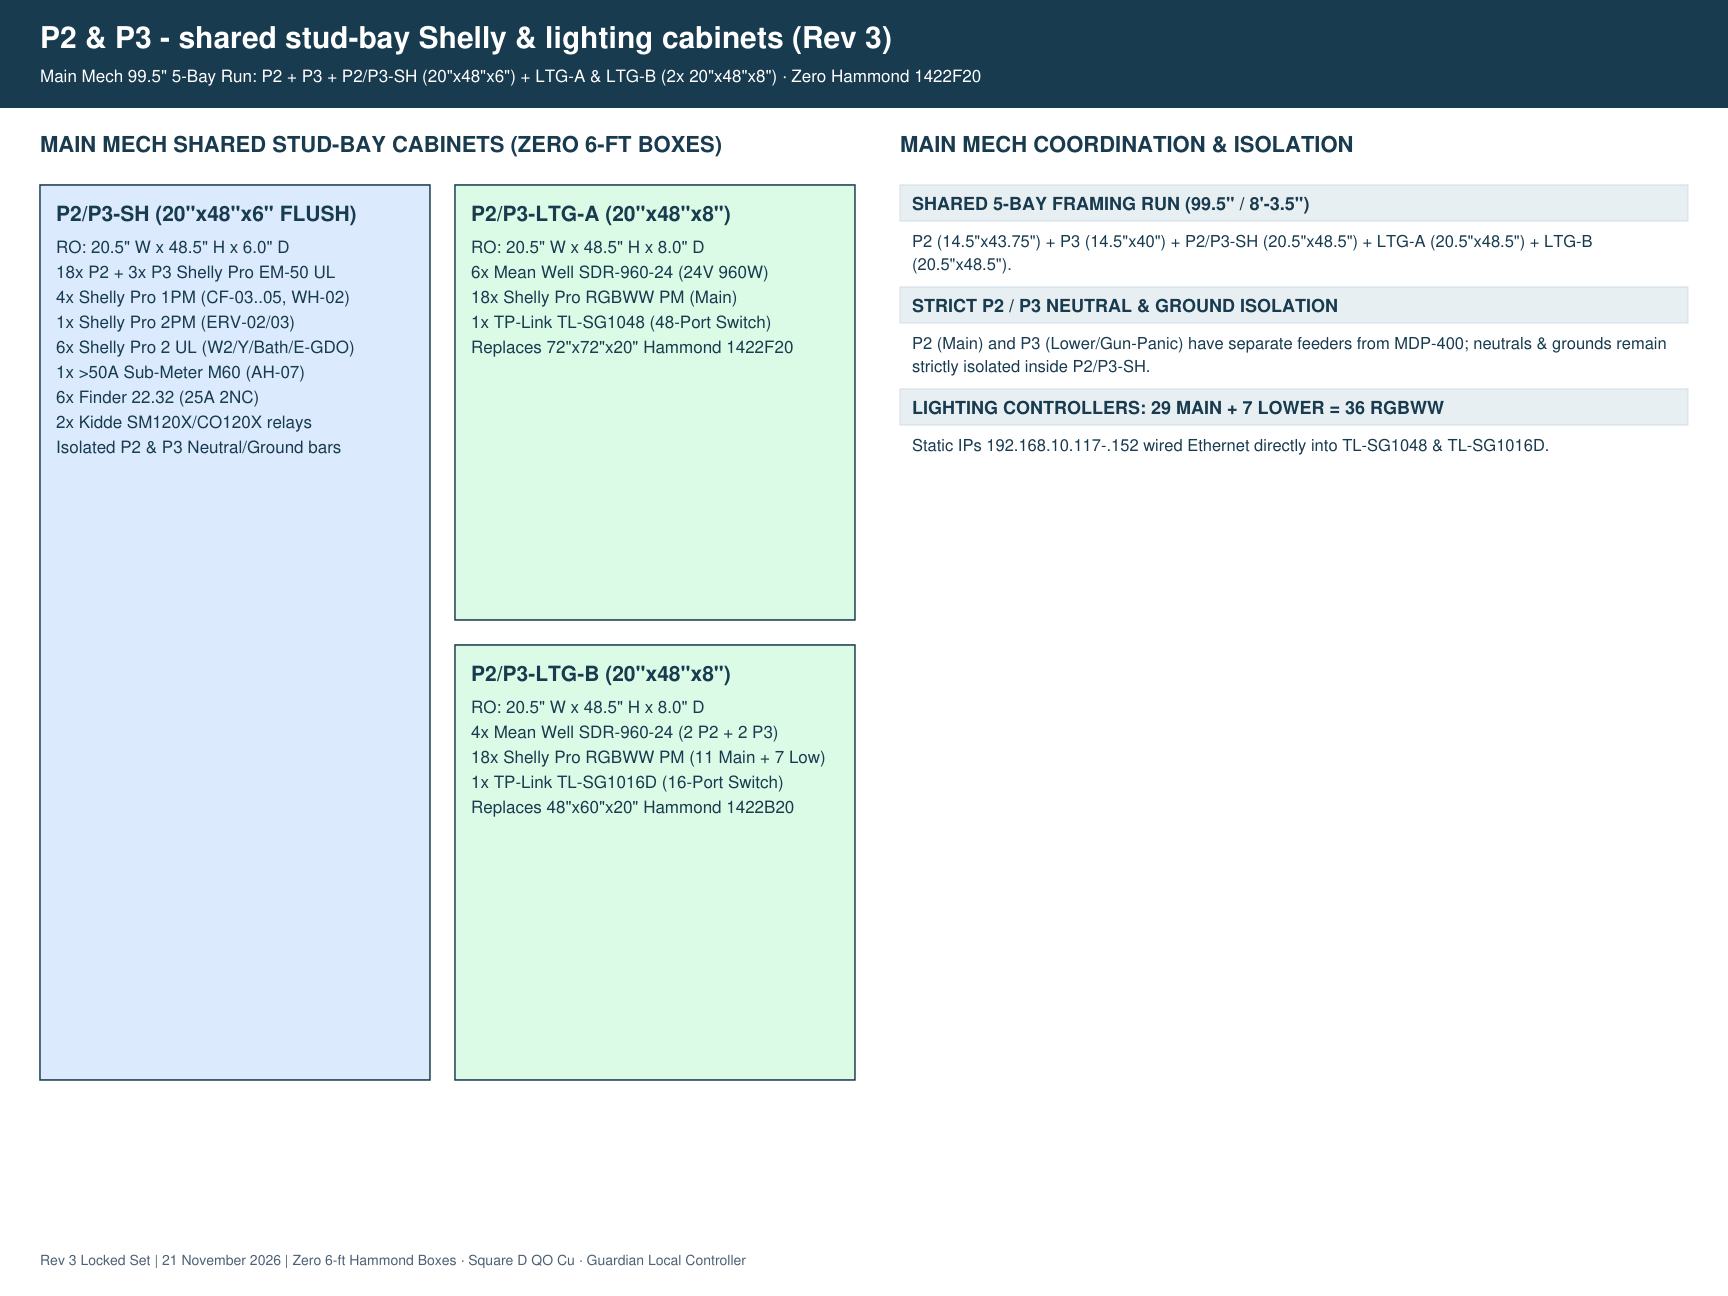 P2 & P3 - shared stud-bay Shelly & lighting cabinets (Rev 3)
Main Mech 99.5" 5-Bay Run: P2 + P3 + P2/P3-SH (20"x48"x6") + LTG-A & LTG-B (2x 20"x48"x8") · Zero Hammond 1422F20
MAIN MECH SHARED STUD-BAY CABINETS (ZERO 6-FT BOXES)
P2/P3-SH (20"x48"x6" FLUSH)
RO: 20.5" W x 48.5" H x 6.0" D
18x P2 + 3x P3 Shelly Pro EM-50 UL
4x Shelly Pro 1PM (CF-03..05, WH-02)
1x Shelly Pro 2PM (ERV-02/03)
6x Shelly Pro 2 UL (W2/Y/Bath/E-GDO)
1x >50A Sub-Meter M60 (AH-07)
6x Finder 22.32 (25A 2NC)
2x Kidde SM120X/CO120X relays
Isolated P2 & P3 Neutral/Ground bars
P2/P3-LTG-A (20"x48"x8")
RO: 20.5" W x 48.5" H x 8.0" D
6x Mean Well SDR-960-24 (24V 960W)
18x Shelly Pro RGBWW PM (Main)
1x TP-Link TL-SG1048 (48-Port Switch)
Replaces 72"x72"x20" Hammond 1422F20
P2/P3-LTG-B (20"x48"x8")
RO: 20.5" W x 48.5" H x 8.0" D
4x Mean Well SDR-960-24 (2 P2 + 2 P3)
18x Shelly Pro RGBWW PM (11 Main + 7 Low)
1x TP-Link TL-SG1016D (16-Port Switch)
Replaces 48"x60"x20" Hammond 1422B20
MAIN MECH COORDINATION & ISOLATION
SHARED 5-BAY FRAMING RUN (99.5" / 8'-3.5")
P2 (14.5"x43.75") + P3 (14.5"x40") + P2/P3-SH (20.5"x48.5") + LTG-A (20.5"x48.5") + LTG-B
(20.5"x48.5").
STRICT P2 / P3 NEUTRAL & GROUND ISOLATION
P2 (Main) and P3 (Lower/Gun-Panic) have separate feeders from MDP-400; neutrals & grounds remain
strictly isolated inside P2/P3-SH.
LIGHTING CONTROLLERS: 29 MAIN + 7 LOWER = 36 RGBWW
Static IPs 192.168.10.117-.152 wired Ethernet directly into TL-SG1048 & TL-SG1016D.
Rev 3 Locked Set | 21 November 2026 | Zero 6-ft Hammond Boxes · Square D QO Cu · Guardian Local Controller